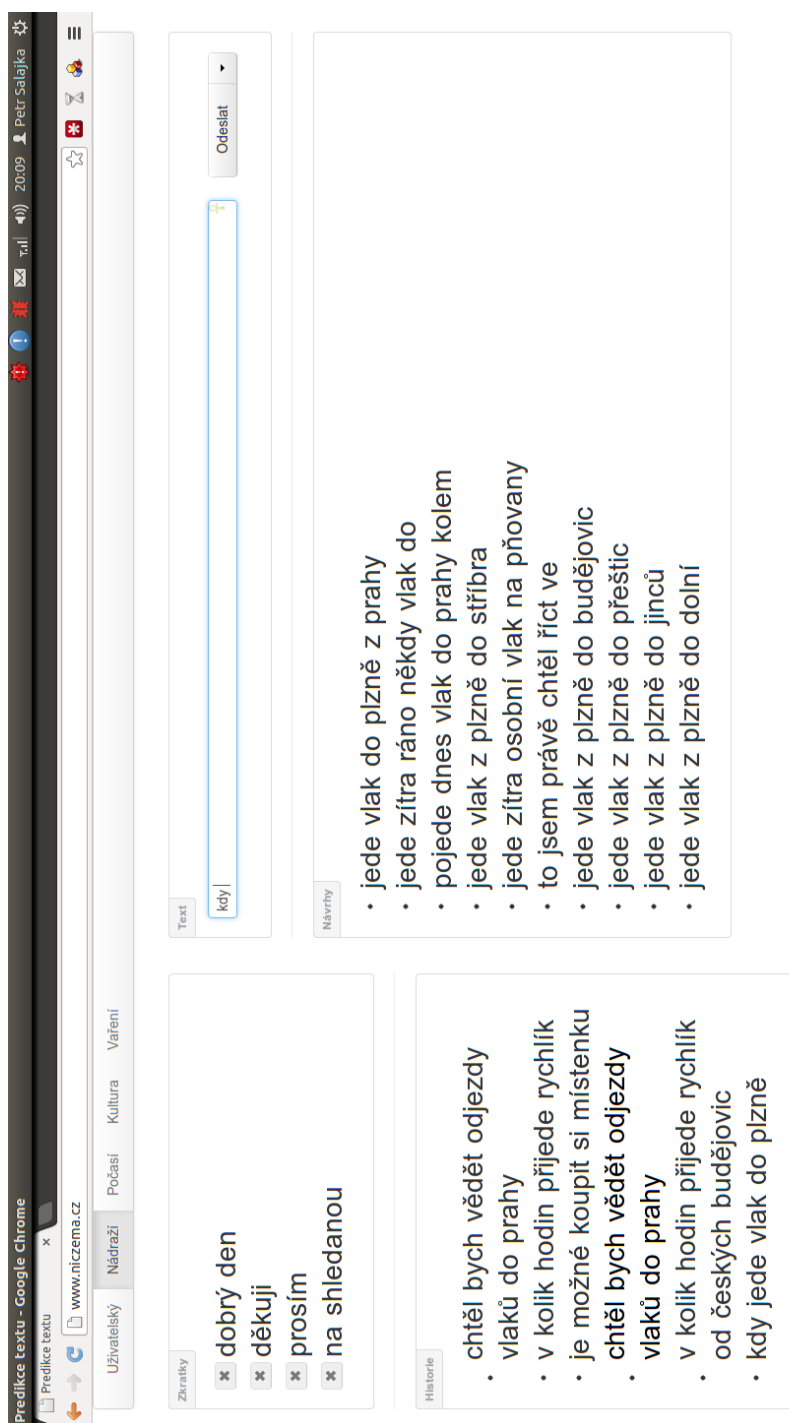 Predikce textu - Google Chrome
20:09 Petr Salajka
Predikce textu ×
www.niczema.cz
Uživatelský Nádraží Počasí Kultura Vaření
Zkratky
dobrý den
děkuji
prosím
na shledanou
Historie
chtěl bych vědět odjezdy
vlaků do prahy
v kolik hodin přijede rychlík
je možné koupit si místenku
chtěl bych vědět odjezdy
vlaků do prahy
v kolik hodin přijede rychlík
od českých budějovic
kdy jede vlak do plzně
Text
kdy
Odeslat
Návrhy
jede vlak do plzně z prahy
jede zítra ráno někdy vlak do
pojede dnes vlak do prahy kolem
jede vlak z plzně do stříbra
jede zítra osobní vlak na pňovany
to jsem právě chtěl říct ve
jede vlak z plzně do budějovic
jede vlak z plzně do přeštic
jede vlak z plzně do jinců
jede vlak z plzně do dolní